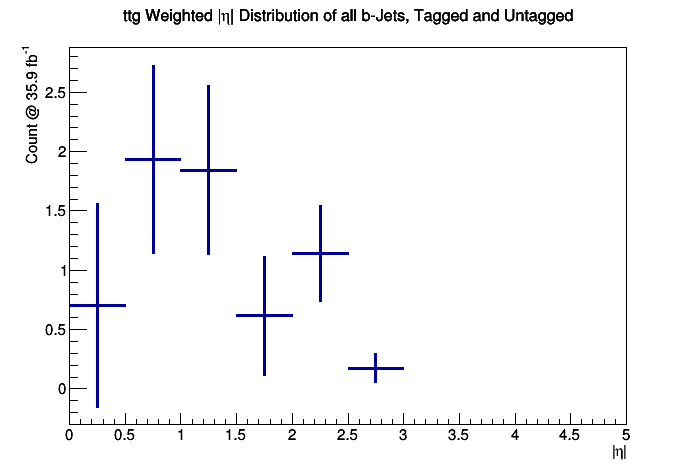 ttg Weighted |η| Distribution of all b-Jets, Tagged and Untagged
Count @ 35.9 fb⁻¹
2.5
2
1.5
1
0.5
0
0 0.5 1 1.5 2 2.5 3 3.5 4 4.5 5
|η|